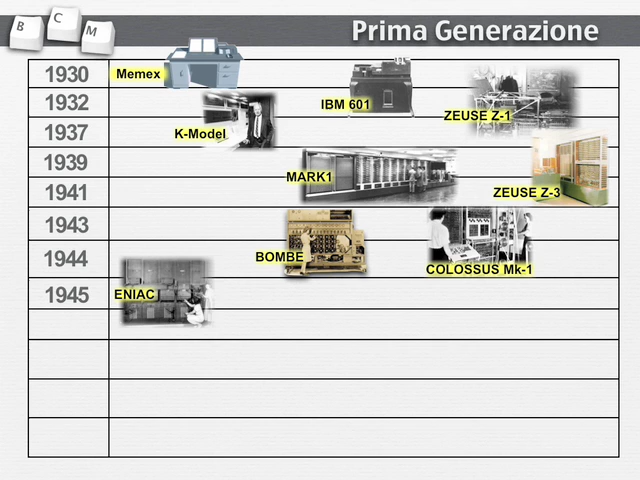 B C M
Prima Generazione
1930 Memex
1932 IBM 601
ZEUSE Z-1
1937 K-Model
1939
MARK1
1941 ZEUSE Z-3
1943
1944 BOMBE
COLOSSUS Mk-1
1945 ENIAC